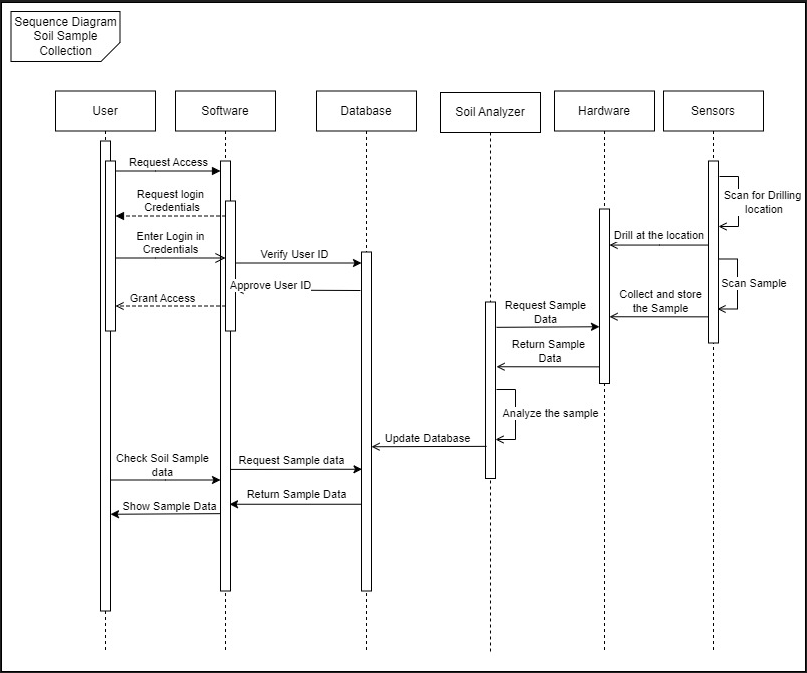 Sequence Diagram
Soil Sample
Collection
User
Software
Database
Soil Analyzer
Hardware
Sensors
Request Access
Request login
Credentials
Scan for Drilling
location
Enter Login in
Credentials
Drill at the location
Verify User ID
Approve User ID
Scan Sample
Grant Access
Collect and store
the Sample
Request Sample
Data
Return Sample
Data
Analyze the sample
Update Database
Check Soil Sample
data
Request Sample data
Return Sample Data
Show Sample Data